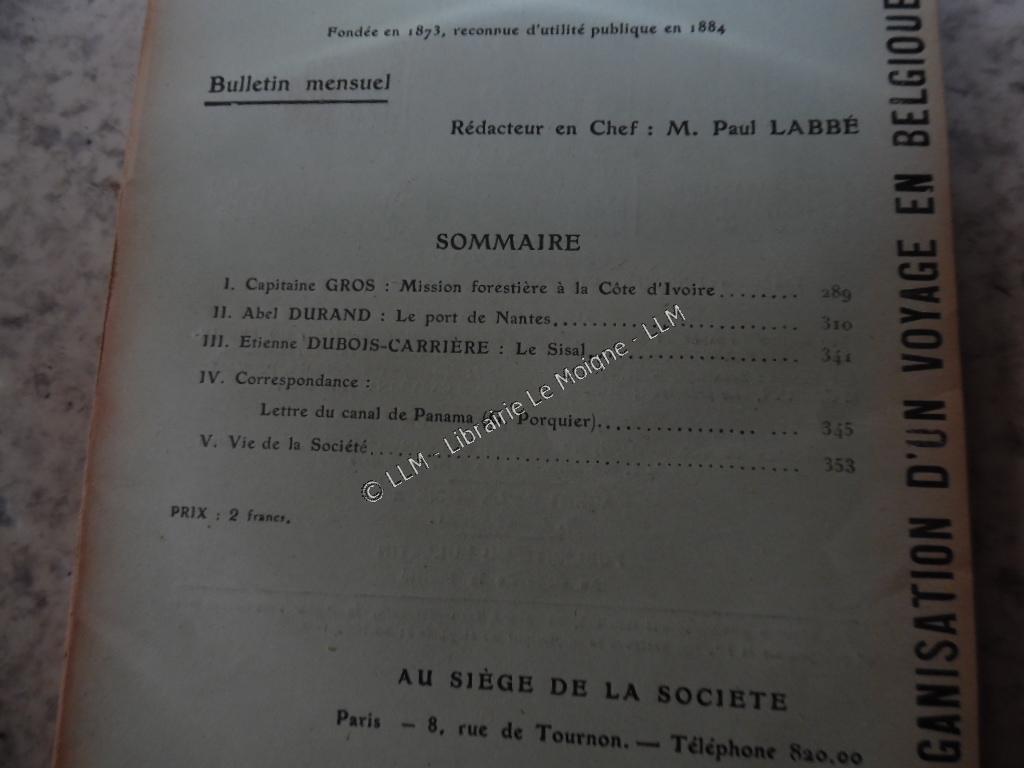 Fondée en 1873, reconnue d'utilité publique en 1884
Bulletin mensuel
Rédacteur en Chef : M. Paul LABBÉ
SOMMAIRE
I. Capitaine GROS : Mission forestière à la Côte d'Ivoire........ 289
II. Abel DURAND : Le port de Nantes......................... 310
III. Etienne DUBOIS-CARRIÈRE : Le Sisal..................... 341
IV. Correspondance :
Lettre du canal de Panama Porquier)................ ... 345
V. Vie de la Société........................................ 353
PRIX : 2 francs.
AU SIÈGE DE LA SOCIETE
Paris — 8, rue de Tournon. — Téléphone 820.00
GANISATION D'UN VOYAGE EN BELGIQUE
© LLM - Librairie Le Moigne - LLM